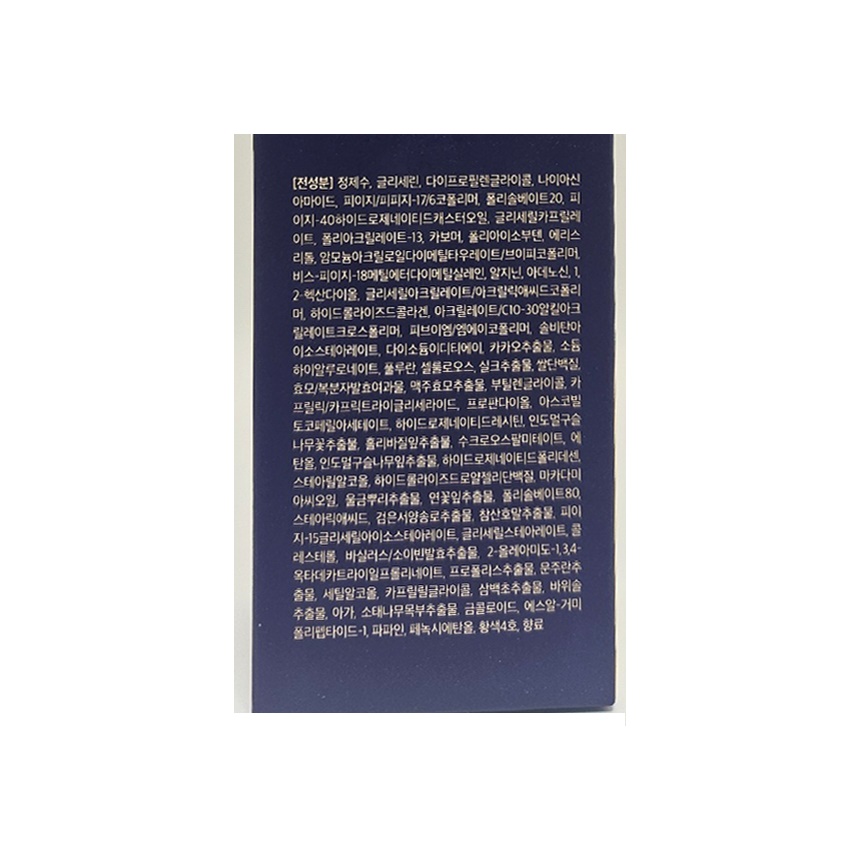 [전성분] 정제수, 글리세린, 다이프로필렌글라이콜, 나이아신
아마이드, 피이지/피피지-17/6코폴리머, 폴리솔베이트20, 피
이지-40하이드로제네이티드캐스터오일, 글리세릴카프릴레
이트, 폴리아크릴레이트-13, 카보머, 폴리아이소부텐, 에리스
리톨, 암모늄아크릴로일다이메틸타우레이트/브이피코폴리머,
비스-피이지-18메틸에터다이메틸실레인, 알지닌, 아데노신, 1,
2-헥산다이올, 글리세릴아크릴레이트/아크릴릭애씨드코폴리
머, 하이드롤라이즈드콜라겐, 아크릴레이트/C10-30알킬아크
릴레이트크로스폴리머, 피브이엠/엠에이코폴리머, 솔비탄아
이소스테아레이트, 다이소듐이디티에이, 카카오추출물, 소듐
하이알루로네이트, 풀루란, 셀룰로오스, 실크추출물, 쌀단백질,
효모/복분자발효여과물, 맥주효모추출물, 부틸렌글라이콜, 카
프릴릭/카프릭트라이글리세라이드, 프로판다이올, 아스코빌
토코페릴아세테이트, 하이드로제네이티드레시틴, 인도멀구슬
나무꽃추출물, 홀리바질잎추출물, 수크로오스팔미테이트, 에
탄올, 인도멀구슬나무잎추출물, 하이드로제네이티드폴리데센,
스테아릴알코올, 하이드롤라이즈드로얄젤리단백질, 마카다미
아씨오일, 울금뿌리추출물, 연꽃잎추출물, 폴리솔베이트80,
스테아릭애씨드, 검은서양송로추출물, 참산호말추출물, 피이
지-15글리세릴아이소스테아레이트, 글리세릴스테아레이트, 콜
레스테롤, 바실러스/소이빈발효추출물, 2-올레아미도-1,3,4-
옥타데카트라이일프롤리네이트, 프로폴리스추출물, 문주란추
출물, 세틸알코올, 카프릴릴글라이콜, 삼백초추출물, 바위솔
추출물, 아가, 소태나무목부추출물, 금콜로이드, 에스알-거미
폴리펩타이드-1, 파파인, 페녹시에탄올, 황색4호, 향료